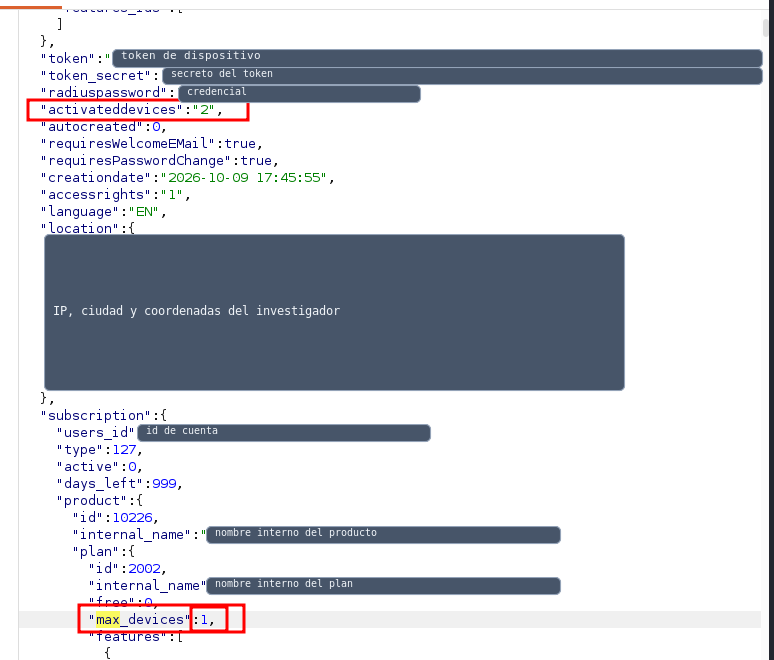 "features_ids":[
]
},
"token":" token de dispositivo
"token_secret": secreto del token
"radiuspassword": credencial
"activateddevices":"2",
"autocreated":0,
"requiresWelcomeEMail":true,
"requiresPasswordChange":true,
"creationdate":"2026-10-09 17:45:55",
"accessrights":"1",
"language":"EN",
"location":{
IP, ciudad y coordenadas del investigador
},
"subscription":{
"users_id" id de cuenta
"type":127,
"active":0,
"days_left":999,
"product":{
"id":10226,
"internal_name":" nombre interno del producto
"plan":{
"id":2002,
"internal_name" nombre interno del plan
"free":0,
"max_devices":1,
"features":[
{